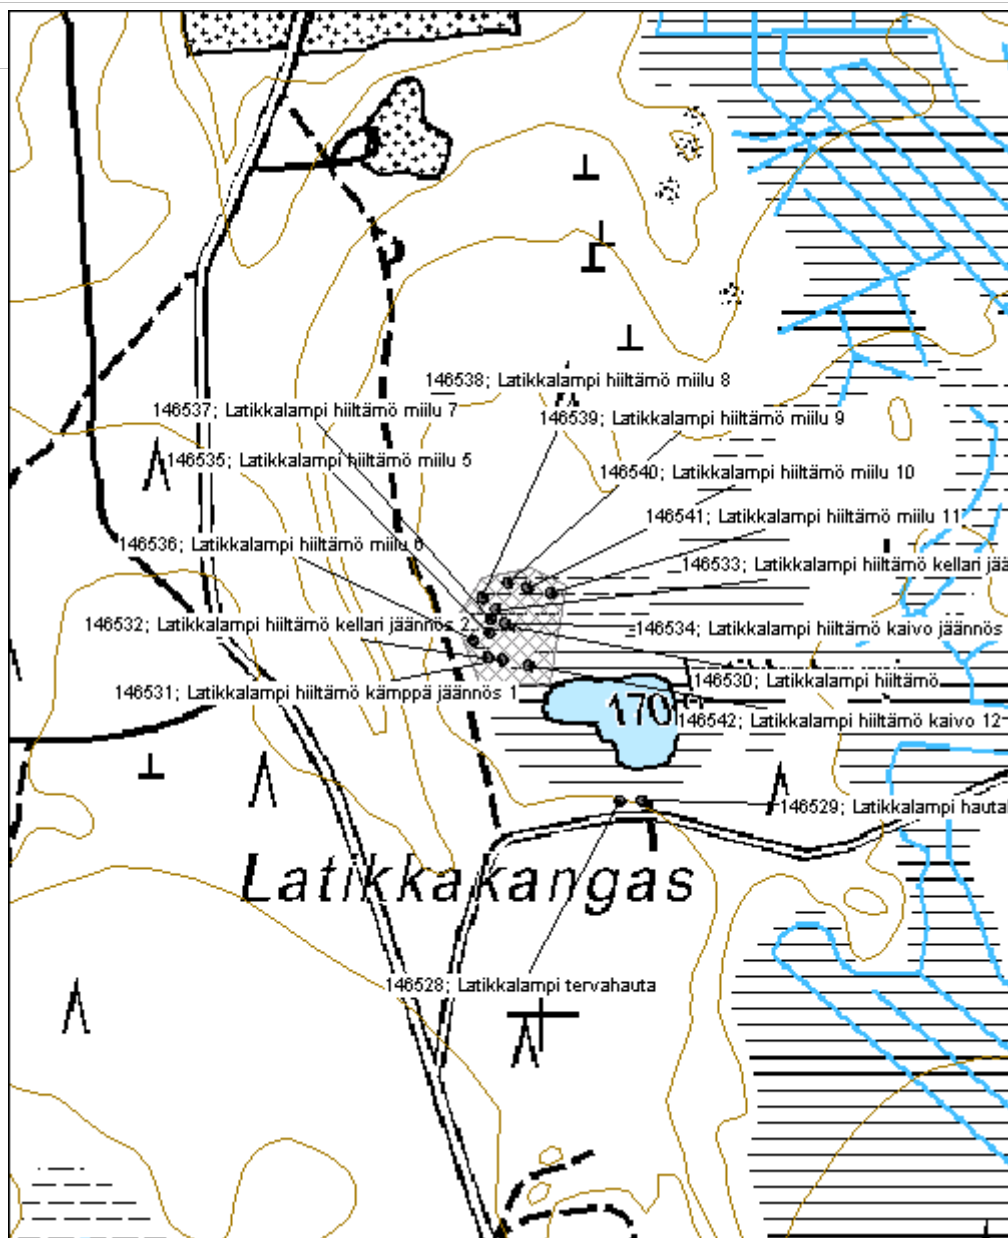 146538; Latikkalampi hiiltämö miilu 8
146537; Latikkalampi hiiltämö miilu 7
146539; Latikkalampi hiiltämö miilu 9
146535; Latikkalampi hiiltämö miilu 5
146540; Latikkalampi hiiltämö miilu 10
146541; Latikkalampi hiiltämö miilu 11
146536; Latikkalampi hiiltämö miilu 6
146533; Latikkalampi hiiltämö kellari jää
146532; Latikkalampi hiiltämö kellari jäännös 2
146534; Latikkalampi hiiltämö kaivo jäännös
146530; Latikkalampi hiiltämö
146531; Latikkalampi hiiltämö kämppä jäännös 1
170
146542; Latikkalampi hiiltämö kaivo 12
146529; Latikkalampi hauta
Latikkakangas
146528; Latikkalampi tervahauta